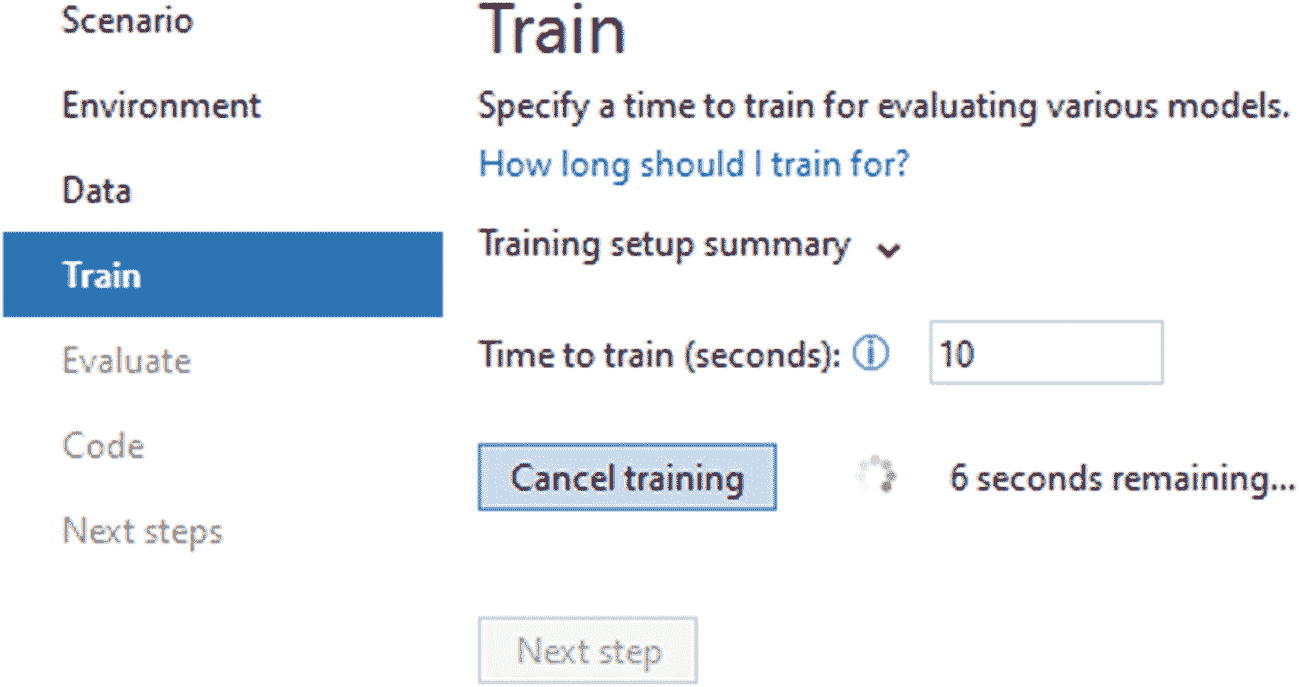 Scenario
Environment
Data
Train
Evaluate
Code
Next steps
Train
Specify a time to train for evaluating various models.
How long should I train for?
Training setup summary
Time to train (seconds): 10
Cancel training 6 seconds remaining...
Next step